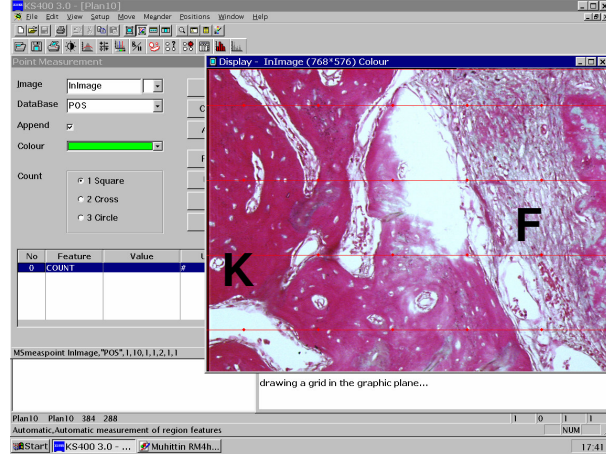 KS400 3.0 - [Plan10]
File Edit View Setup Move Meander Positions Window Help
Point Measurement
Image InImage
DataBase POS
Append
Colour
Count
1 Square
2 Cross
3 Circle
No Feature Value
0 COUNT #
MSmeaspoint InImage,"POS",1,10,1,1,2,1,1
Display - InImage (768*576) Colour
F
K
drawing a grid in the graphic plane...
Plan10 Plan10 384 288 1 0 1 1
Automatic,Automatic measurement of region features NUM
Start KS400 3.0 - ... Muhittin RM4h... 17:41